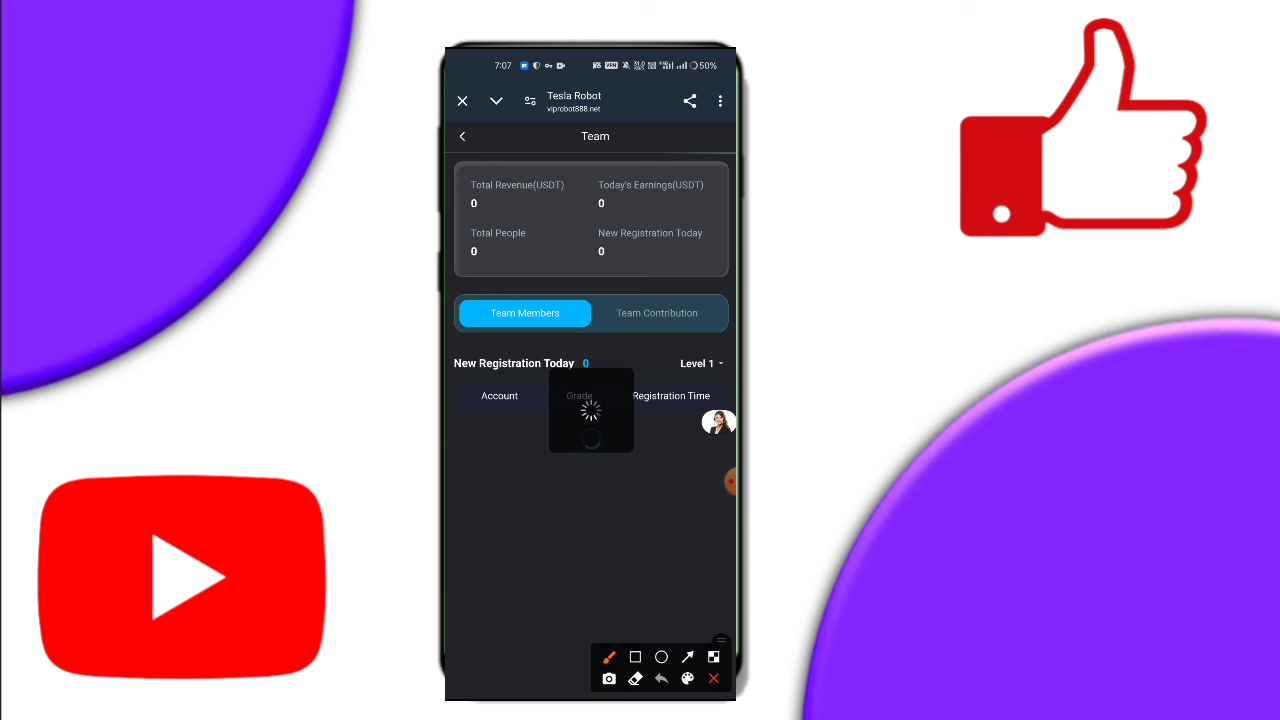 7:07 VPN 50%
Tesla Robot
viprobot888.net
Team
Total Revenue(USDT) Today's Earnings(USDT)
0 0
Total People New Registration Today
0 0
Team Members Team Contribution
New Registration Today 0 Level 1
Account Grade Registration Time